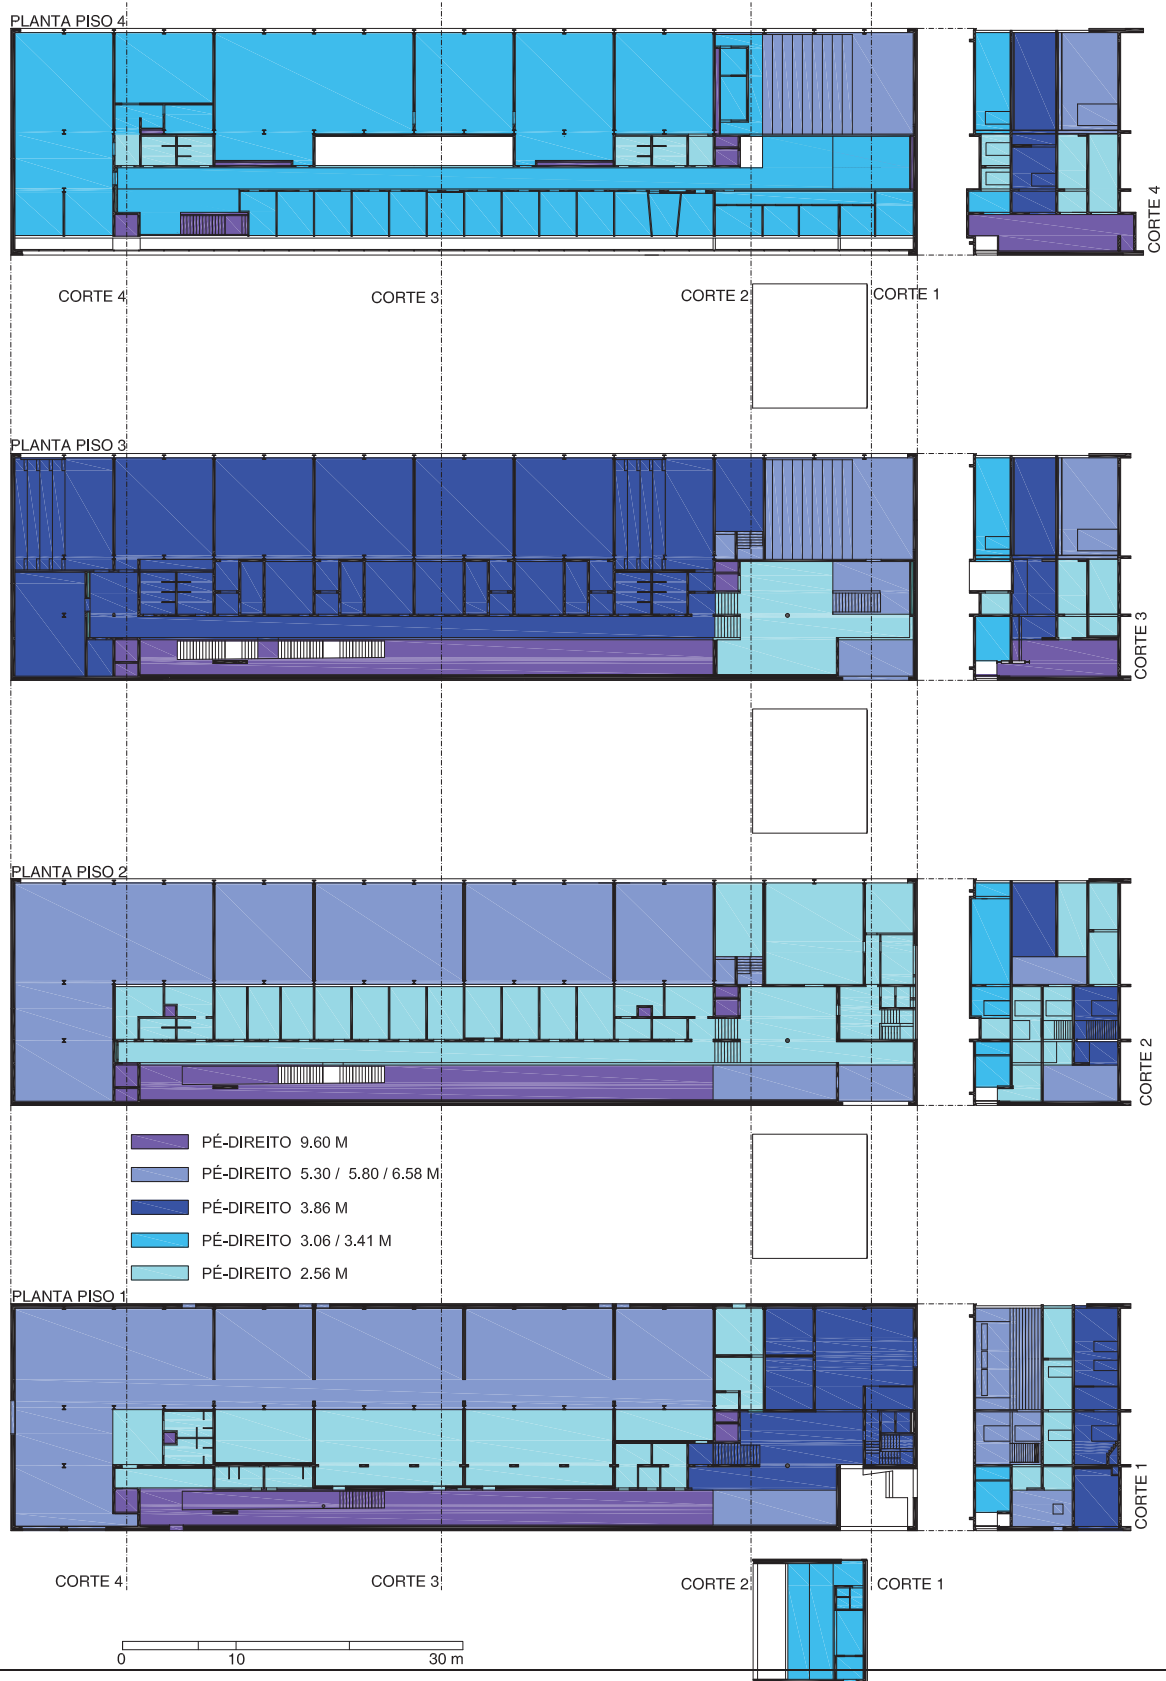 PLANTA PISO 4
CORTE 4
CORTE 4
CORTE 3
CORTE 2
CORTE 1
PLANTA PISO 3
CORTE 3
PLANTA PISO 2
CORTE 2
PÉ-DIREITO 9.60 M
PÉ-DIREITO 5.30 / 5.80 / 6.58 M
PÉ-DIREITO 3.86 M
PÉ-DIREITO 3.06 / 3.41 M
PÉ-DIREITO 2.56 M
PLANTA PISO 1
CORTE 1
CORTE 4
CORTE 3
CORTE 2
CORTE 1
0 10 30 m